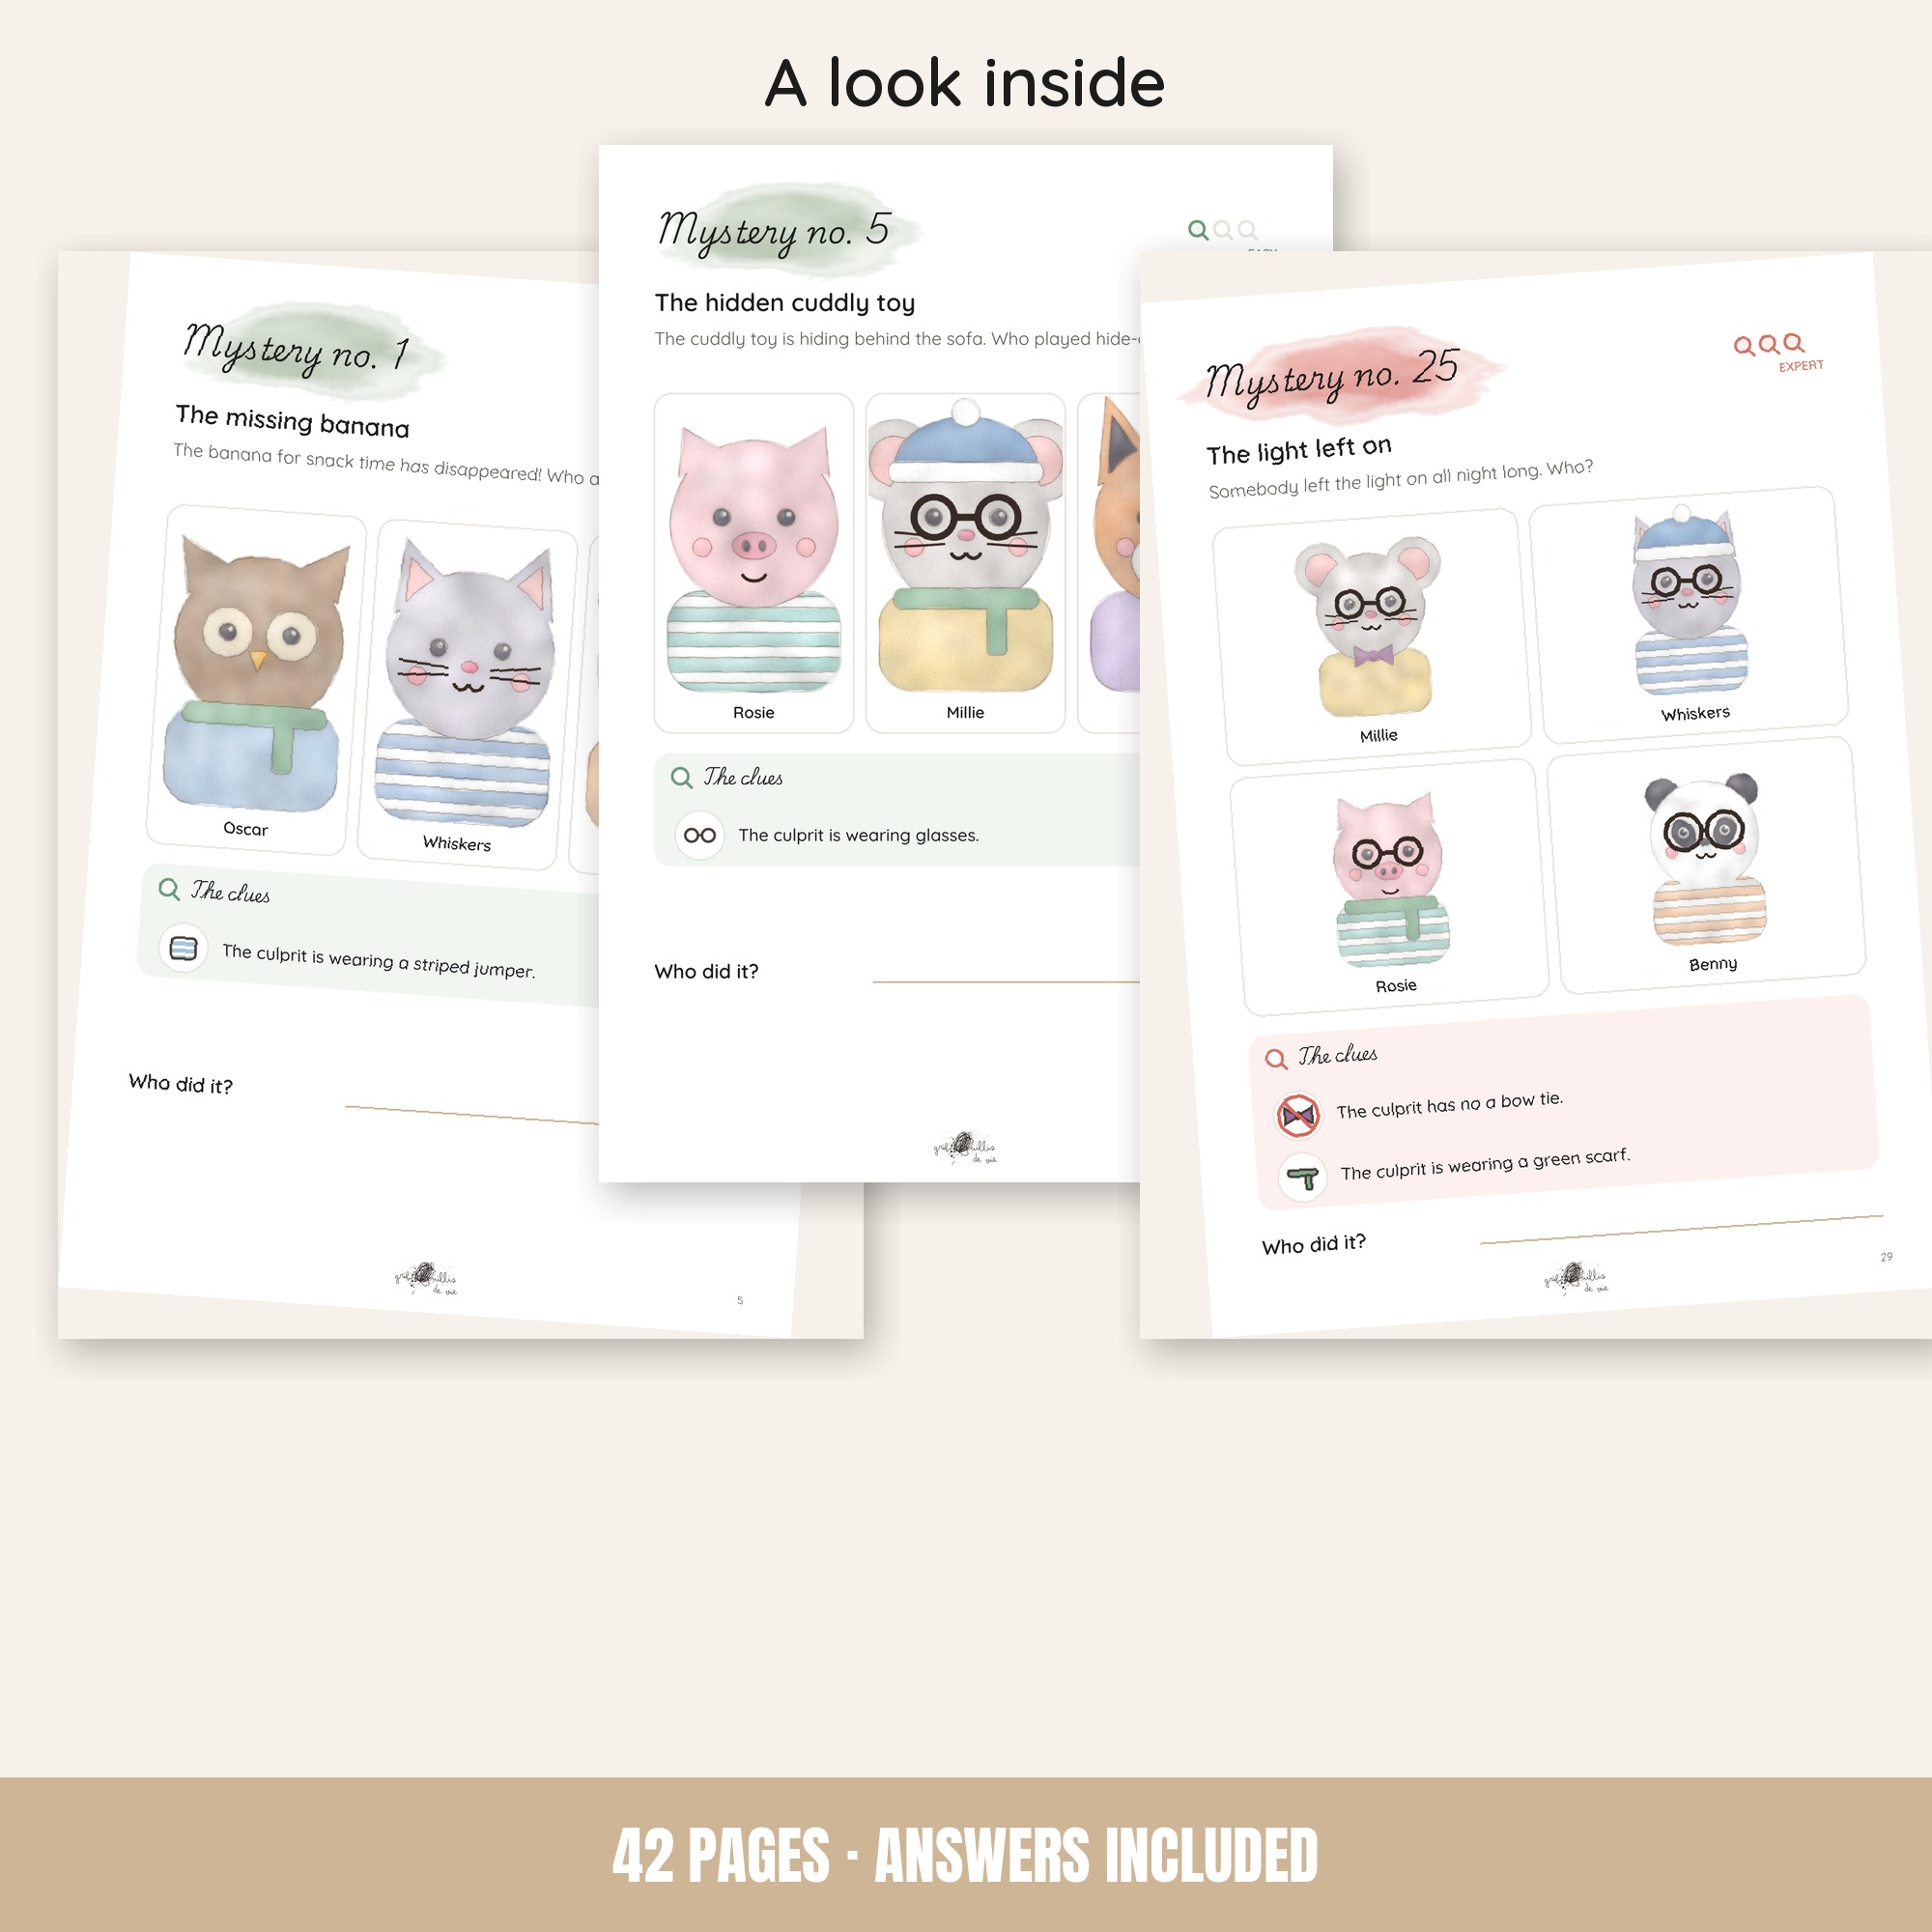 A look inside
Mystery no. 1
The missing banana
The banana for snack time has disappeared! Who
Oscar
Whiskers
The clues
The culprit is wearing a striped jumper.
Who did it?
5
Mystery no. 5
The hidden cuddly toy
The cuddly toy is hiding behind the sofa. Who played
Rosie
Millie
The clues
The culprit is wearing glasses.
Who did it?
de vie
Mystery no. 25
EXPERT
The light left on
Somebody left the light on all night long. Who?
Millie
Whiskers
Rosie
Benny
The clues
The culprit has no a bow tie.
The culprit is wearing a green scarf.
Who did it?
29
42 PAGES · ANSWERS INCLUDED